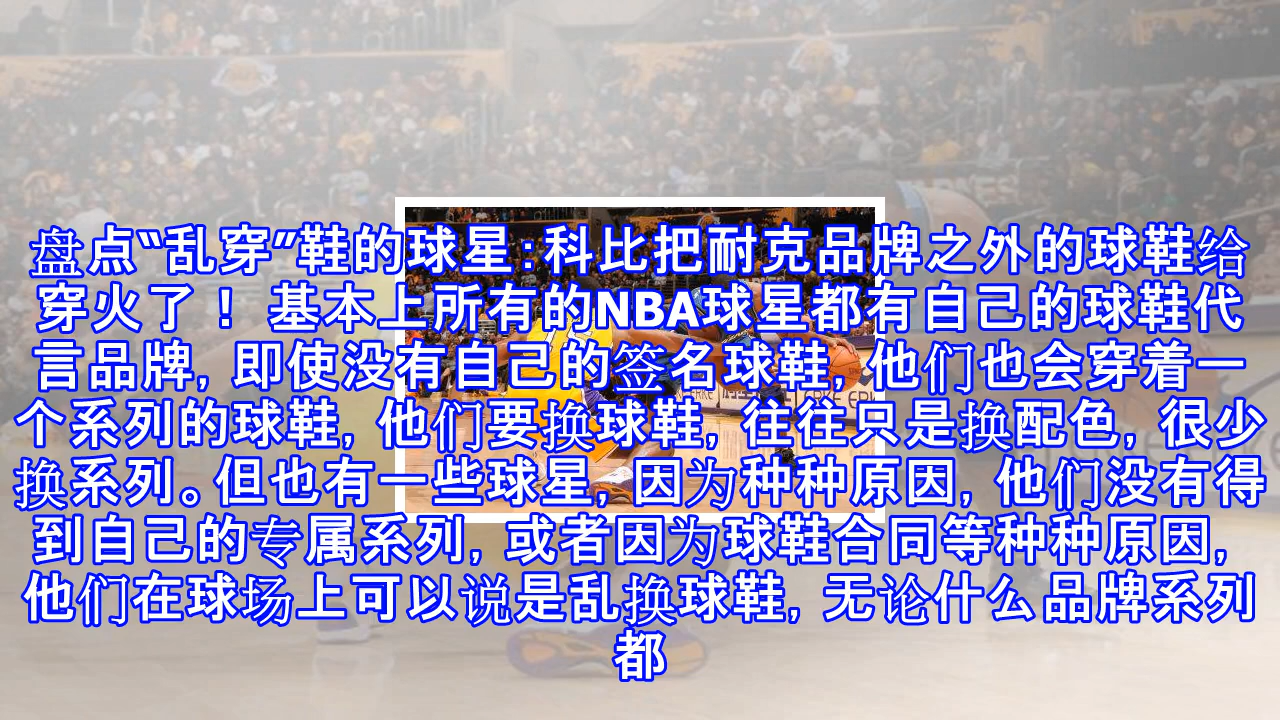 盘点“乱穿”鞋的球星:科比把耐克品牌之外的球鞋给
穿火了！基本上所有的NBA球星都有自己的球鞋代
言品牌, 即使没有自己的签名球鞋, 他们也会穿着一
个系列的球鞋, 他们要换球鞋, 往往只是换配色, 很少
换系列。但也有一些球星, 因为种种原因, 他们没有得
到自己的专属系列, 或者因为球鞋合同等种种原因,
他们在球场上可以说是乱换球鞋, 无论什么品牌系列
都